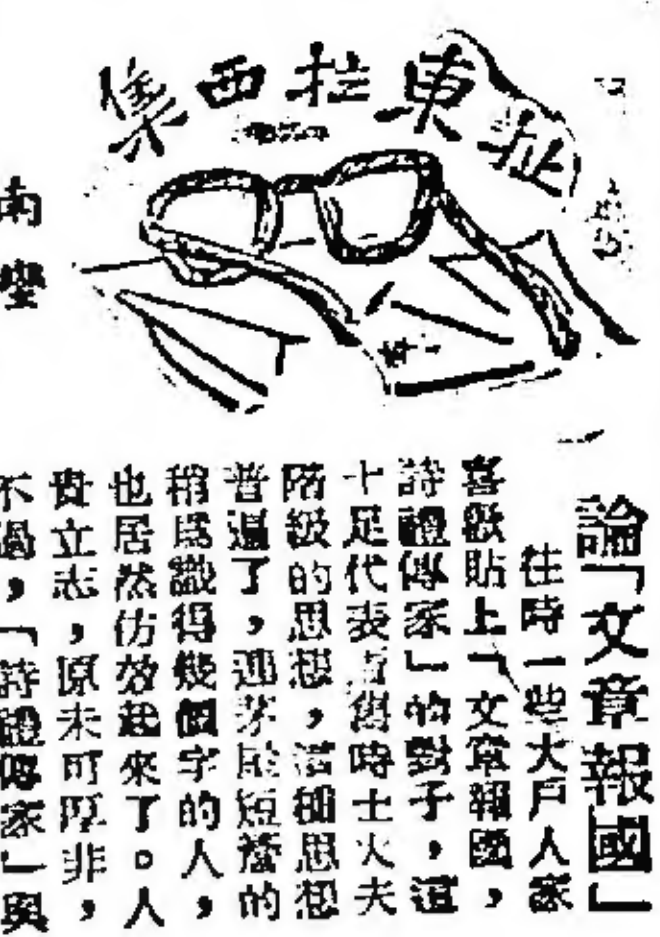 扯東拉西集
南
論「文章報國」
往時一些大戶人家
喜歡貼上「文章報國,
詩禮傳家」的對子,這
十足代表着舊時士大夫
階級的思想,這種思想
普遍了,連茅屋短簷的
稍爲識得幾個字的人,
也居然仿效起來了。人
貴立志,原未可厚非,
不過,「詩禮傳家」與